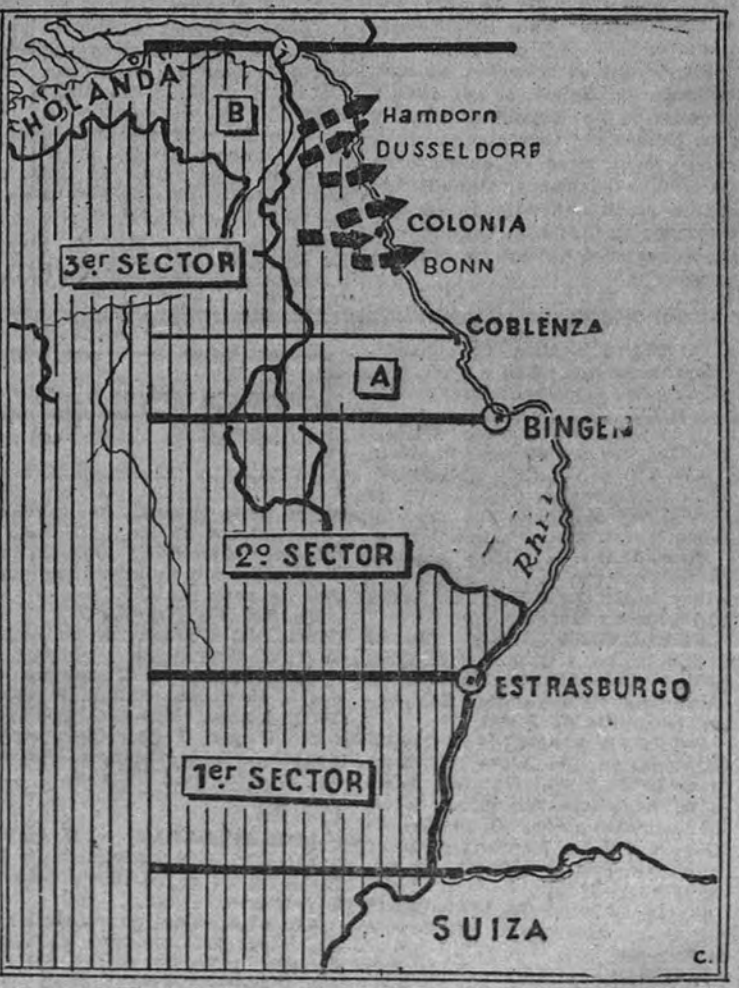 HOLANDA
B
Hamborn
DUSSELDORF
COLONIA
3er. SECTOR
BONN
COBLENZA
A
BINGEN
Rhin
2º SECTOR
ESTRASBURGO
1er. SECTOR
SUIZA
C.